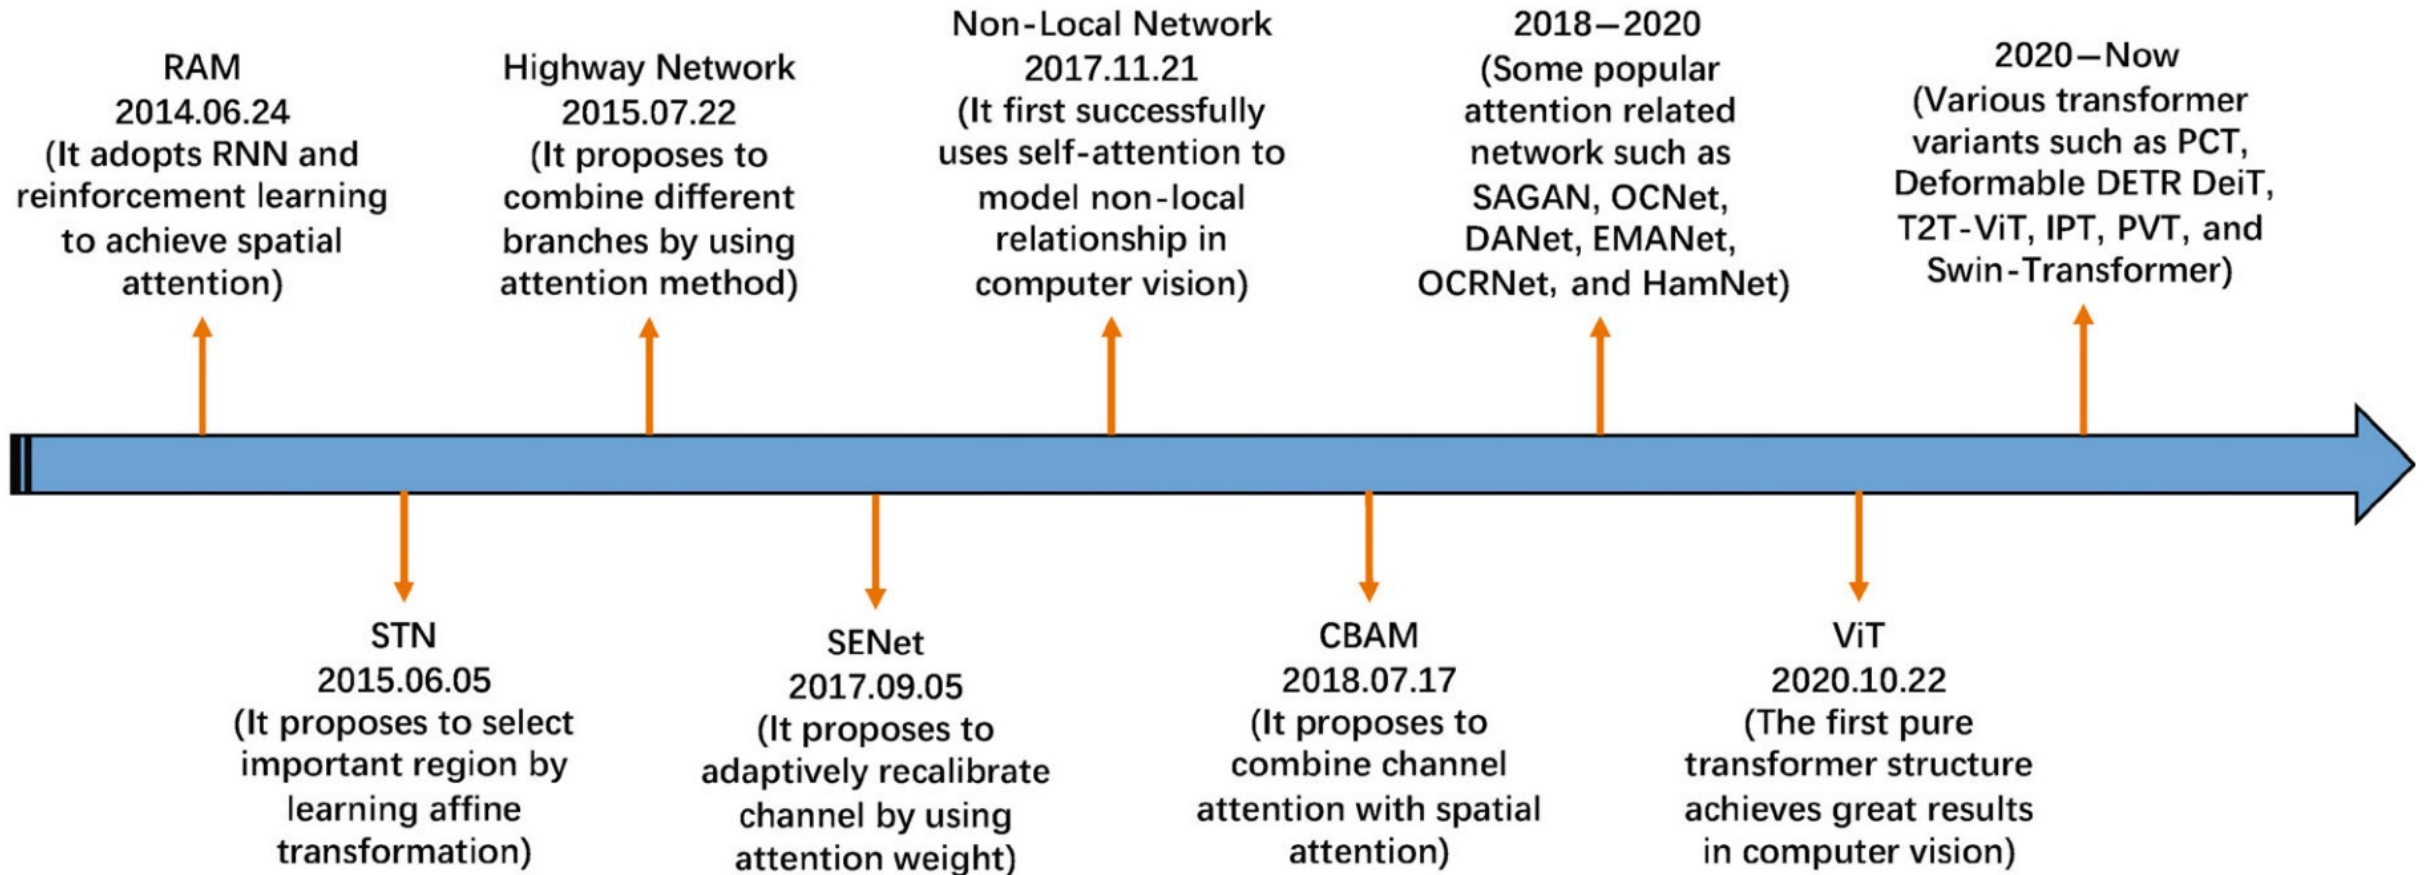 RAM
2014.06.24
(It adopts RNN and
reinforcement learning
to achieve spatial
attention)
Highway Network
2015.07.22
(It proposes to
combine different
branches by using
attention method)
Non-Local Network
2017.11.21
(It first successfully
uses self-attention to
model non-local
relationship in
computer vision)
2018—2020
(Some popular
attention related
network such as
SAGAN, OCNet,
DANet, EMANet,
OCRNet, and HamNet)
2020—Now
(Various transformer
variants such as PCT,
Deformable DETR DeiT,
T2T-ViT, IPT, PVT, and
Swin-Transformer)
STN
2015.06.05
(It proposes to select
important region by
learning affine
transformation)
SENet
2017.09.05
(It proposes to
adaptively recalibrate
channel by using
attention weight)
CBAM
2018.07.17
(It proposes to
combine channel
attention with spatial
attention)
ViT
2020.10.22
(The first pure
transformer structure
achieves great results
in computer vision)